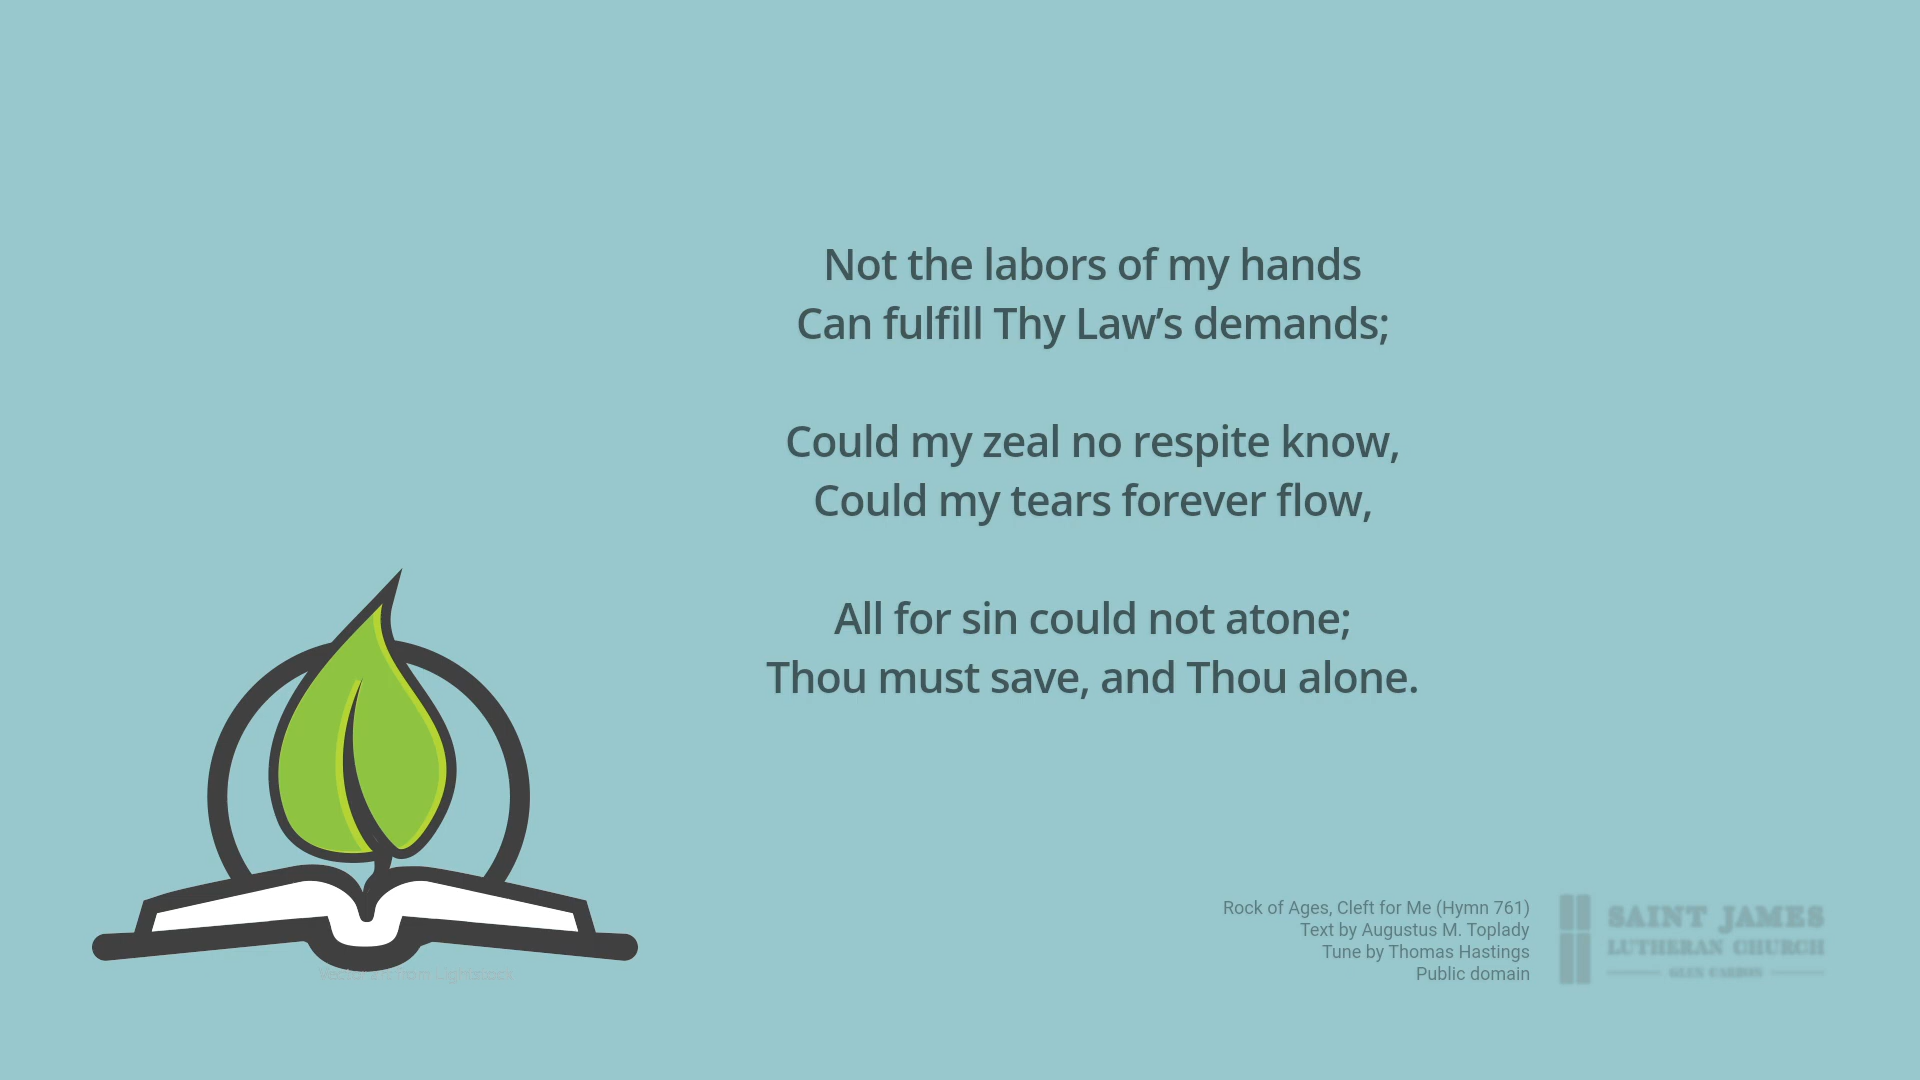 Not the labors of my hands
Can fulfill Thy Law’s demands;
Could my zeal no respite know,
Could my tears forever flow,
All for sin could not atone;
Thou must save, and Thou alone.
Rock of Ages, Cleft for Me (Hymn 761)
Text by Augustus M. Toplady
Tune by Thomas Hastings
Public domain
SAINT JAMES
LUTHERAN CHURCH
GLEN CARBON